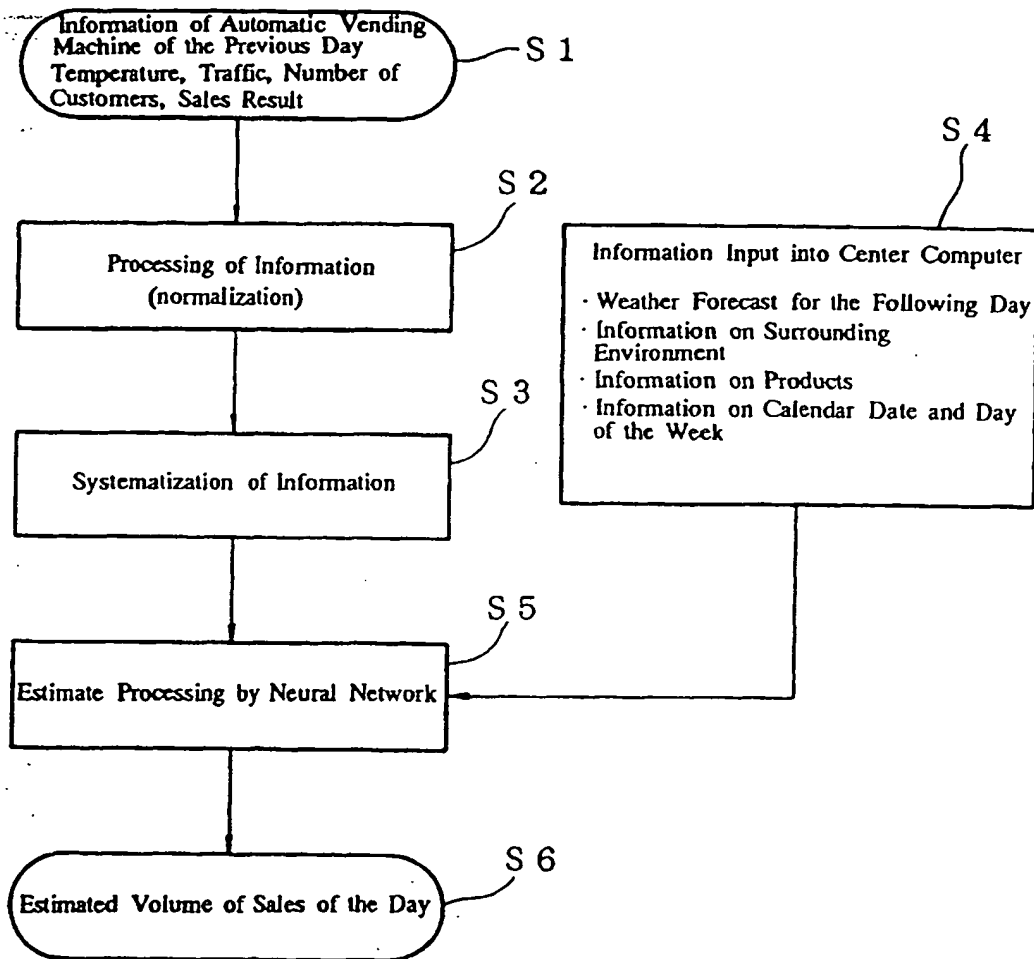 Information of Automatic Vending
Machine of the Previous Day
Temperature, Traffic, Number of
Customers, Sales Result
S 1
S 2
Processing of Information
(normalization)
S 3
Systematization of Information
S 4
Information Input into Center Computer
· Weather Forecast for the Following Day
· Information on Surrounding
Environment
· Information on Products
· Information on Calendar Date and Day
of the Week
S 5
Estimate Processing by Neural Network
S 6
Estimated Volume of Sales of the Day